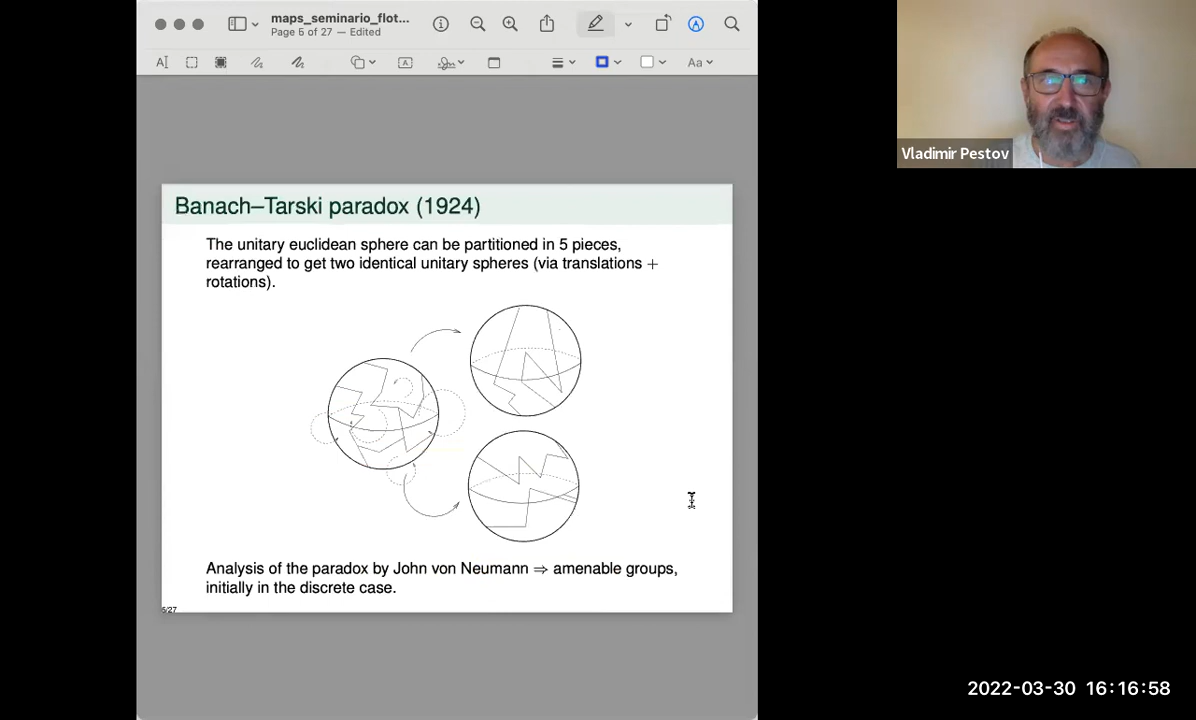 maps_seminario_flot...
Page 5 of 27 — Edited
Aa
Vladimir Pestov
Banach–Tarski paradox (1924)
The unitary euclidean sphere can be partitioned in 5 pieces,
rearranged to get two identical unitary spheres (via translations +
rotations).
Analysis of the paradox by John von Neumann ⇒ amenable groups,
initially in the discrete case.
5/27
2022-03-30 16:16:58